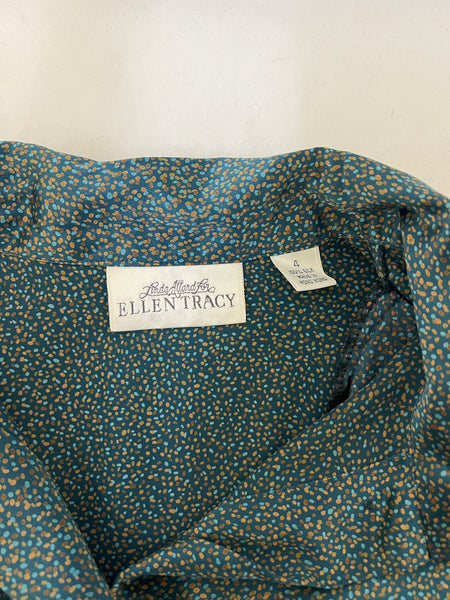 Linda Allard for
ELLEN TRACY
4
100% SILK
MADE IN
HONG KONG